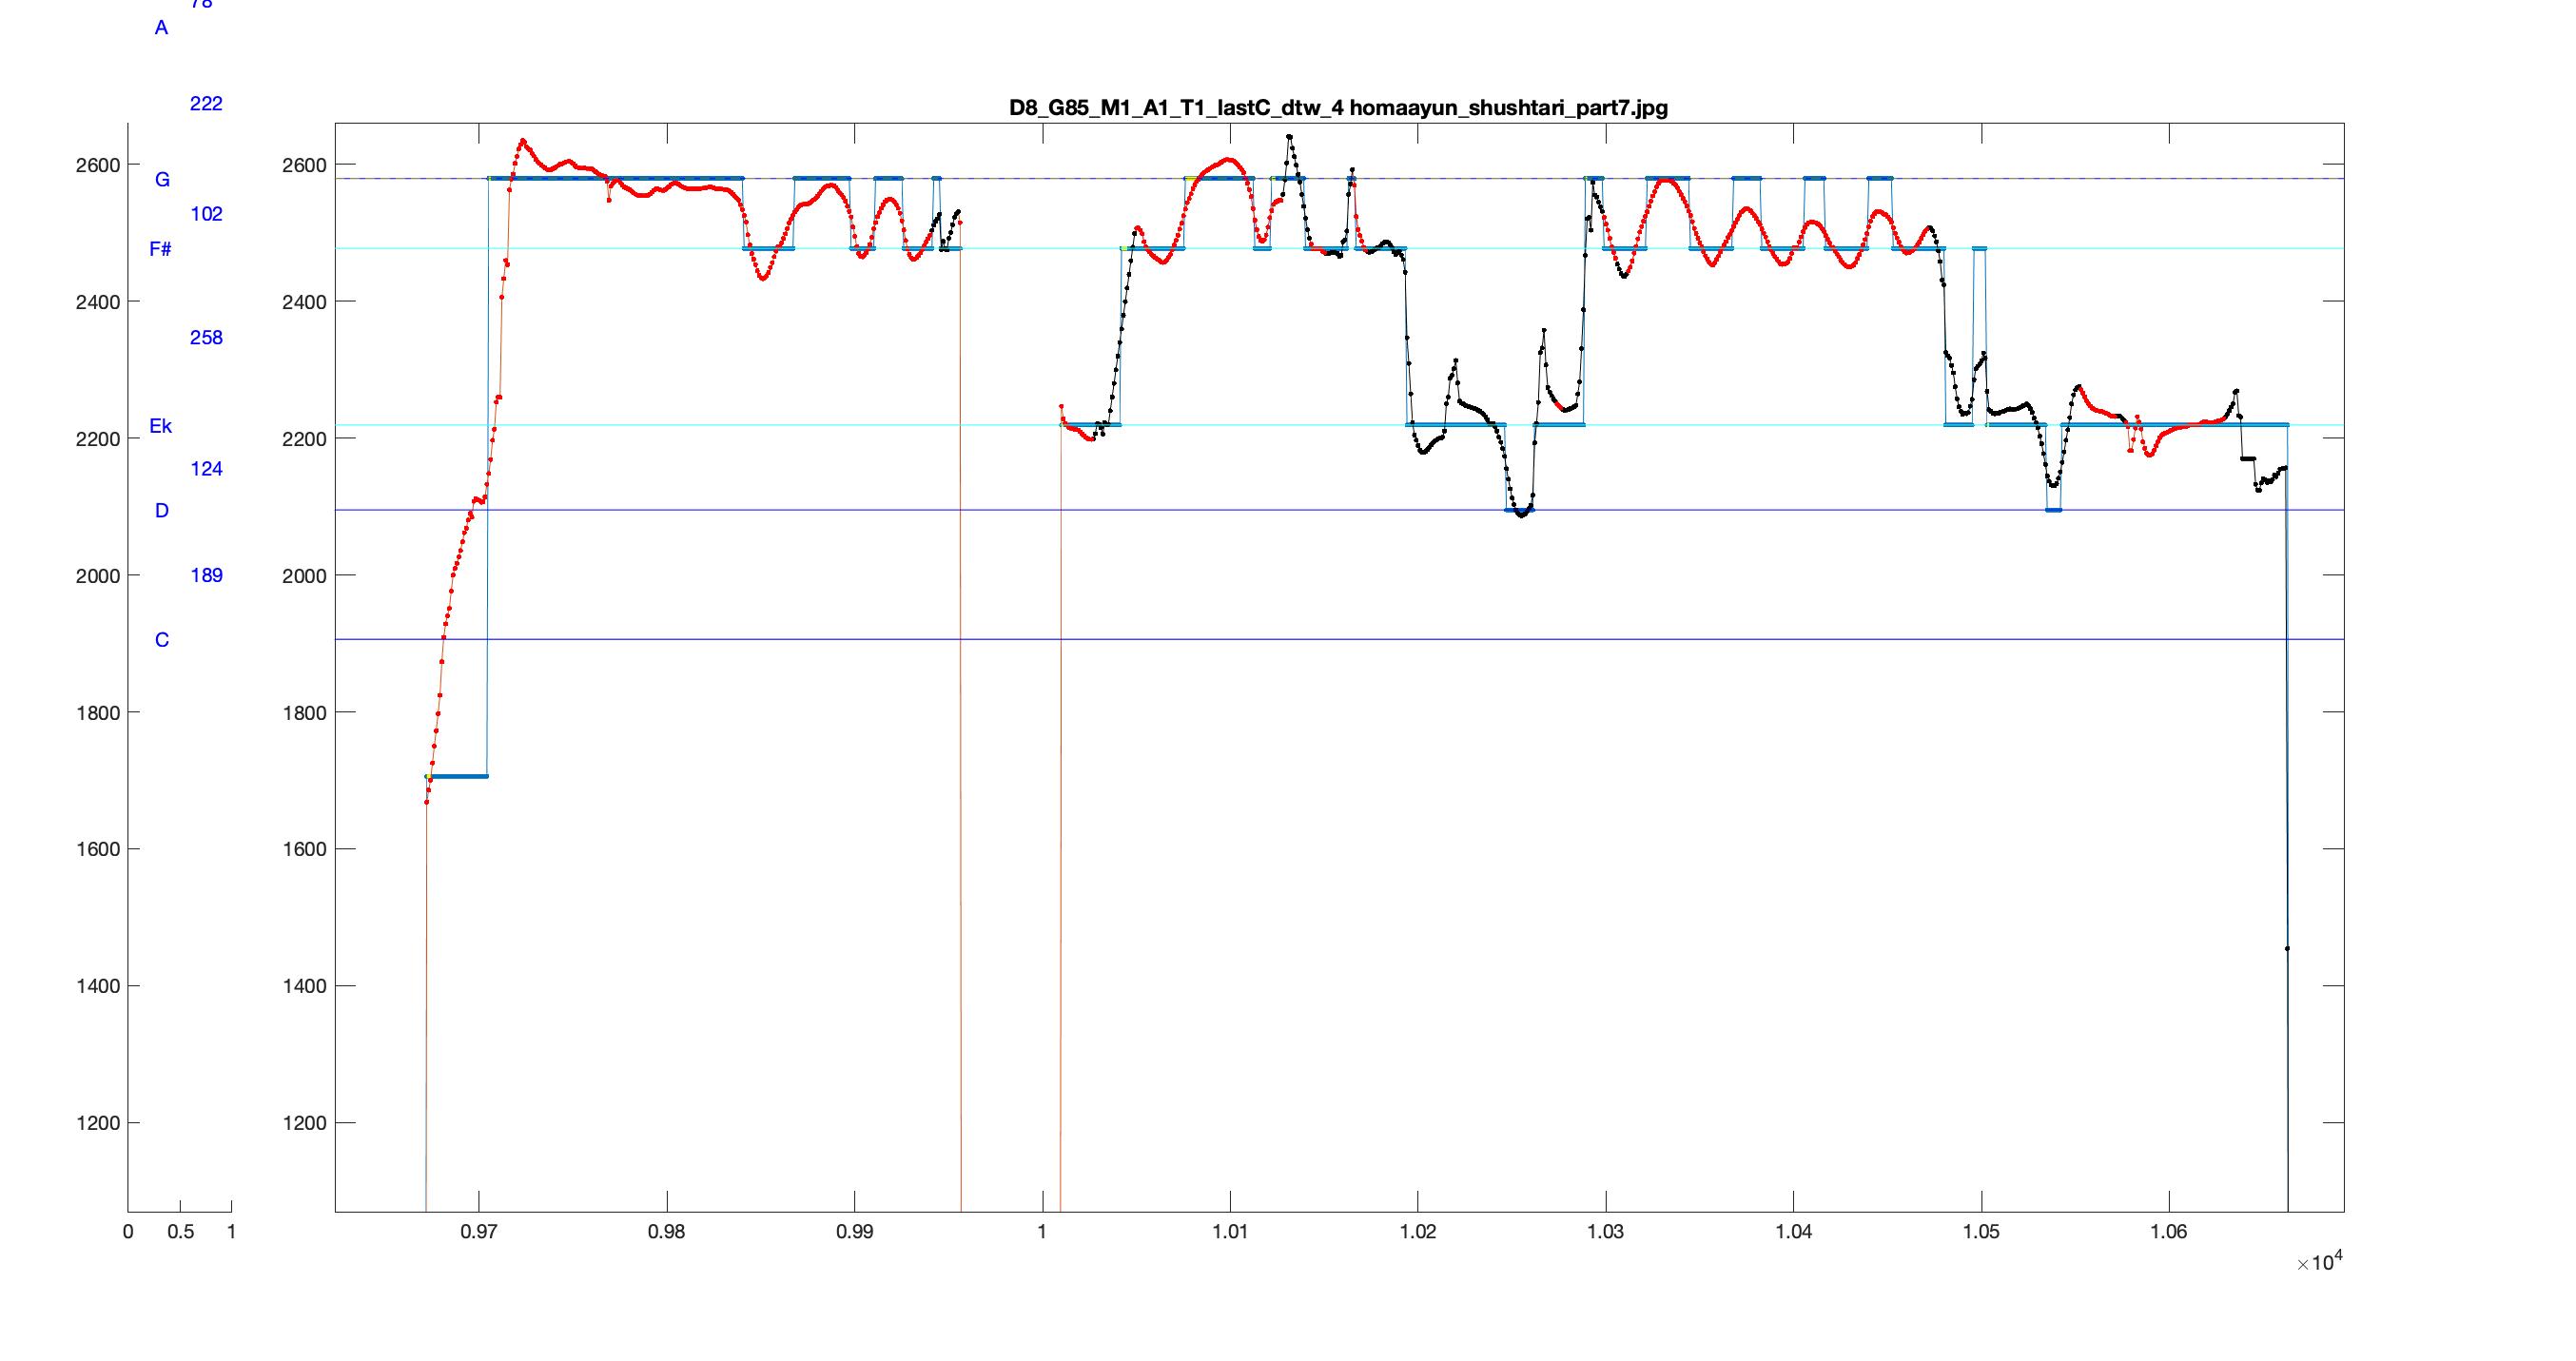 78
A
222
D8_G85_M1_A1_T1_lastC_dtw_4 homaayun_shushtari_part7.jpg
2600 2600
G
102
F#
2400 2400
258
Ek
2200 2200
124
D
2000 189 2000
C
1800 1800
1600 1600
1400 1400
1200 1200
0 0.5 1 0.97 0.98 0.99 1 1.01 1.02 1.03 1.04 1.05 1.06
×10^4